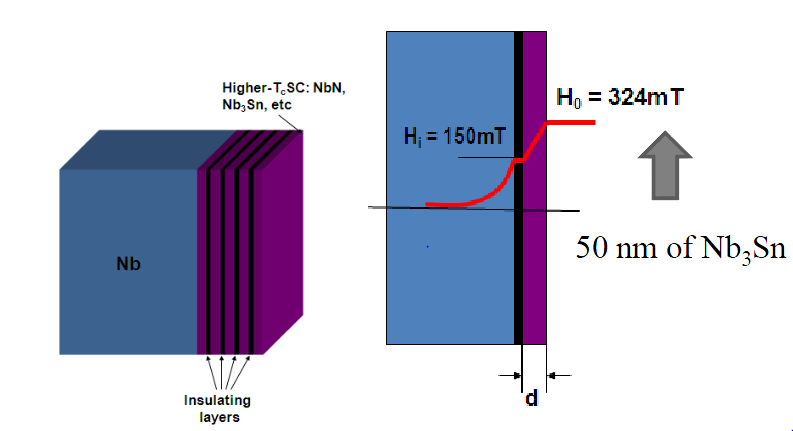 Higher-TcSC: NbN,
Nb3Sn, etc
Nb
Insulating
layers
Hi = 150mT
H0 = 324mT
50 nm of Nb3Sn
d